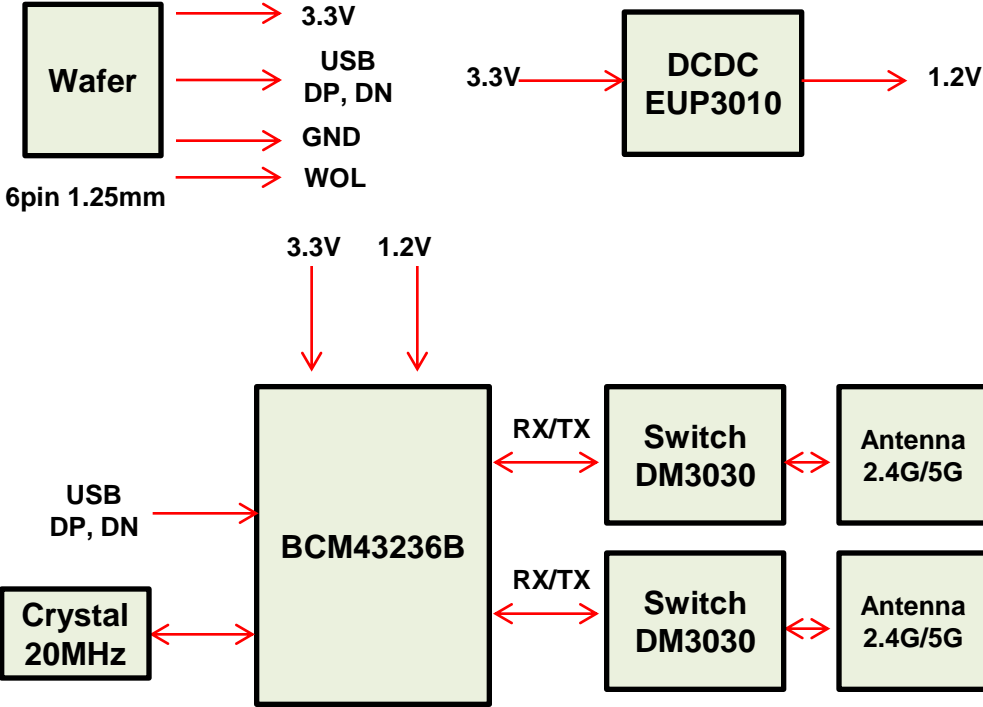 3.3V
Wafer
USB
DP, DN
GND
WOL
6pin 1.25mm
3.3V
DCDC
EUP3010
1.2V
3.3V
1.2V
USB
DP, DN
Crystal
20MHz
BCM43236B
RX/TX
Switch
DM3030
Antenna
2.4G/5G
RX/TX
Switch
DM3030
Antenna
2.4G/5G